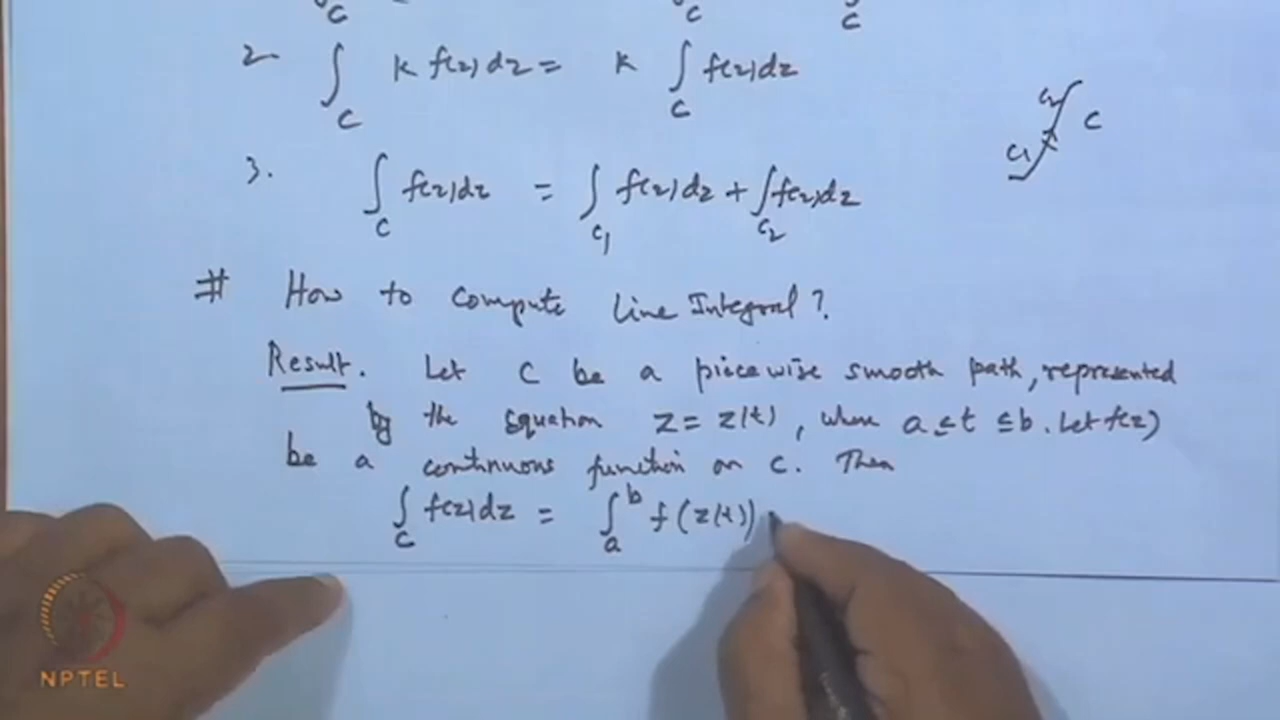 C C C
2- ∫_C k f(z) dz = k ∫_C f(z) dz
3. ∫_C f(z) dz = ∫_{C1} f(z) dz + ∫_{C2} f(z) dz
C1 C2 C
# How to compute Line Integral?
Result. Let C be a piecewise smooth path, represented
by the equation z = z(t), where a ≤ t ≤ b. Let f(z)
be a continuous function on C. Then
∫_C f(z) dz = ∫_a^b f(z(t))
NPTEL